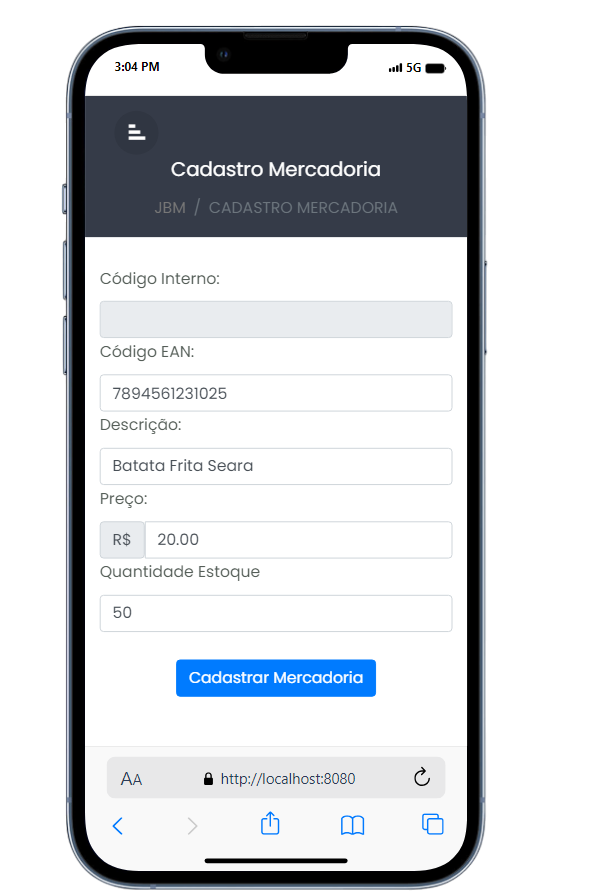 3:04 PM 5G
Cadastro Mercadoria
JBM / CADASTRO MERCADORIA
Código Interno:
Código EAN:
7894561231025
Descrição:
Batata Frita Seara
Preço:
R$ 20.00
Quantidade Estoque
50
Cadastrar Mercadoria
AA http://localhost:8080